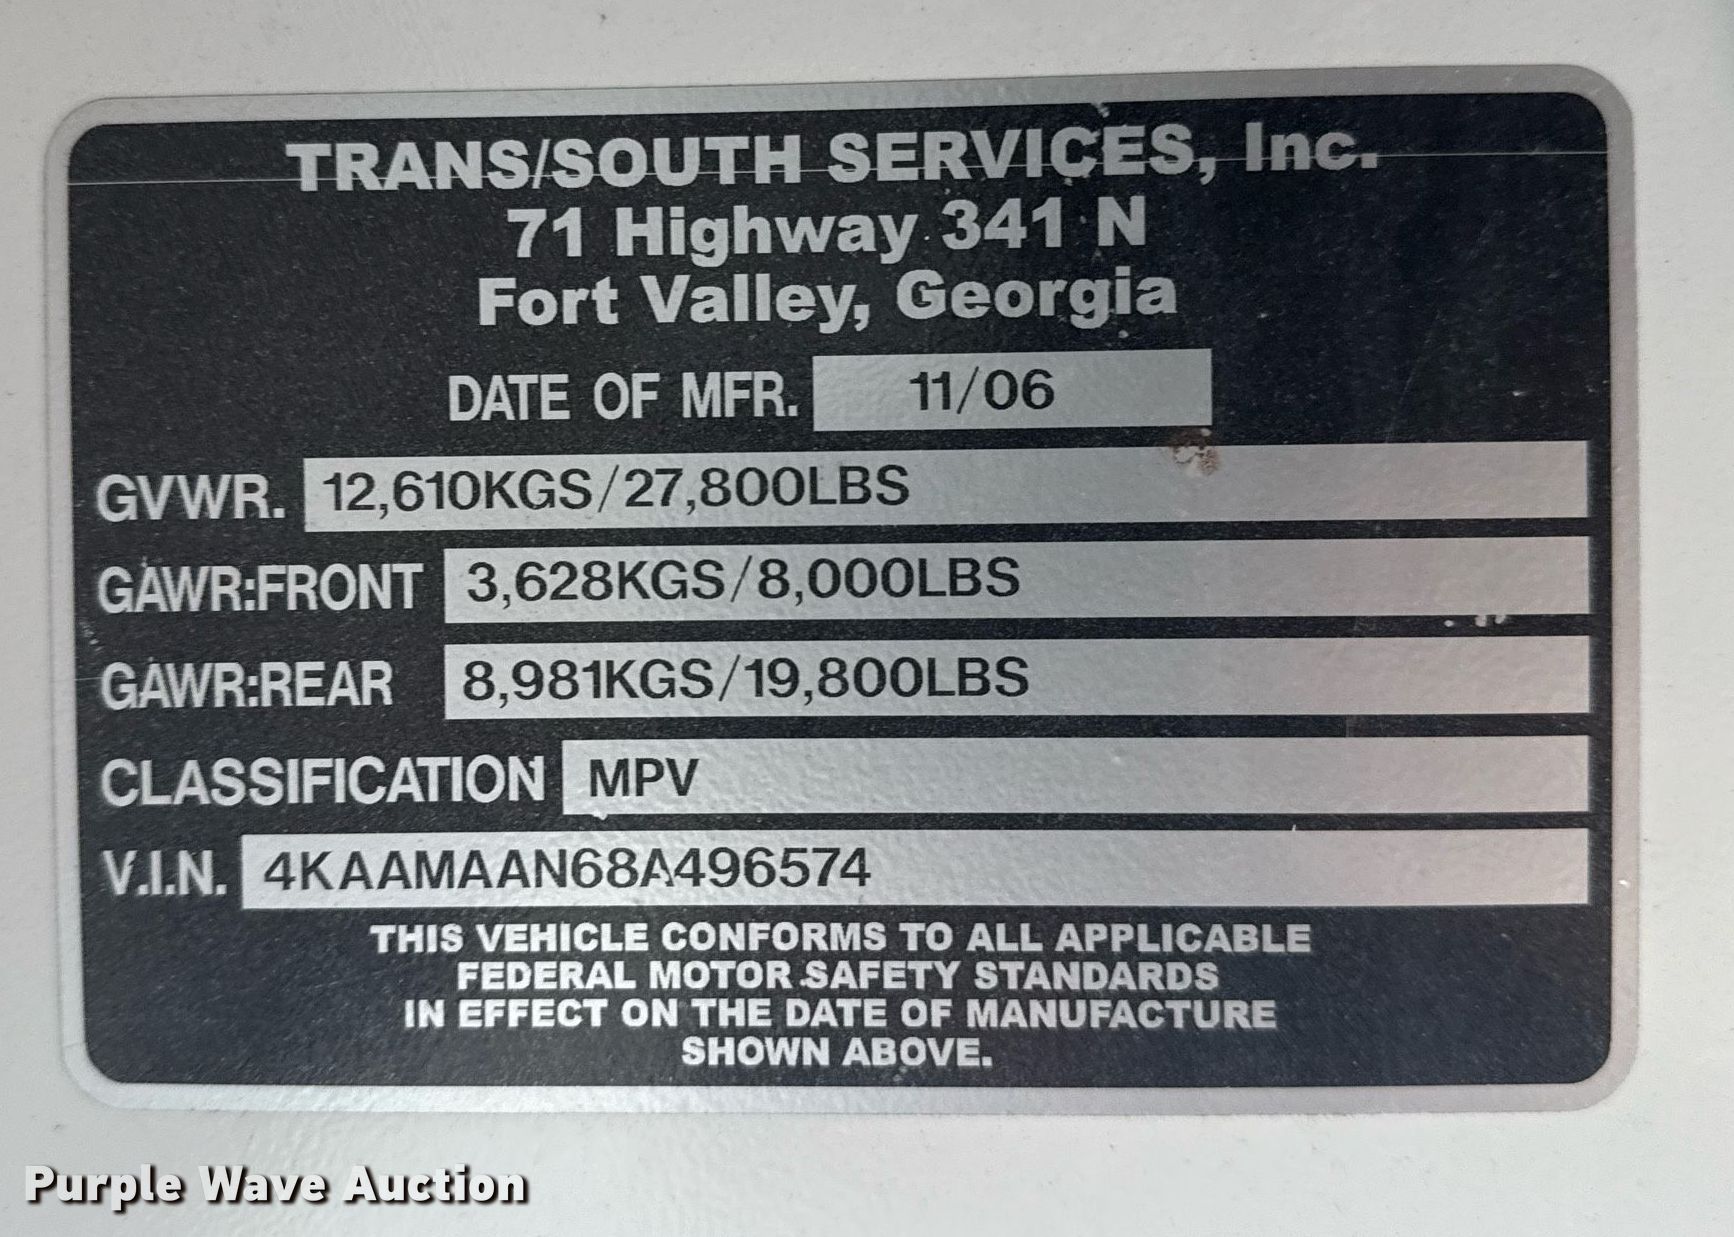 TRANS/SOUTH SERVICES, Inc.
71 Highway 341 N
Fort Valley, Georgia
DATE OF MFR. 11/06
GVWR. 12,610KGS/27,800LBS
GAWR:FRONT 3,628KGS/8,000LBS
GAWR:REAR 8,981KGS/19,800LBS
CLASSIFICATION MPV
V.I.N. 4KAAMAAN68A496574
THIS VEHICLE CONFORMS TO ALL APPLICABLE
FEDERAL MOTOR SAFETY STANDARDS
IN EFFECT ON THE DATE OF MANUFACTURE
SHOWN ABOVE.
Purple Wave Auction